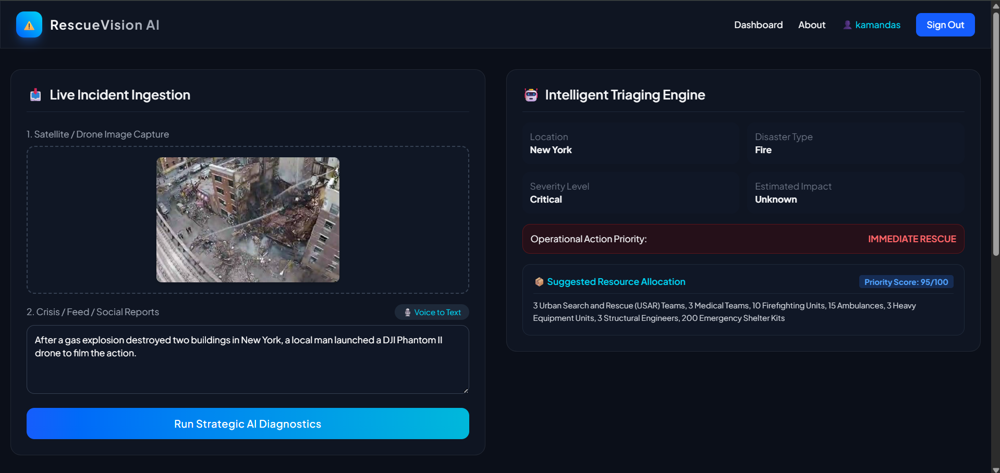 RescueVision AI
Dashboard
About
kamandas
Sign Out
Live Incident Ingestion
1. Satellite / Drone Image Capture
2. Crisis / Feed / Social Reports
Voice to Text
After a gas explosion destroyed two buildings in New York, a local man launched a DJI Phantom II
drone to film the action.
Run Strategic AI Diagnostics
Intelligent Triaging Engine
Location
New York
Disaster Type
Fire
Severity Level
Critical
Estimated Impact
Unknown
Operational Action Priority:
IMMEDIATE RESCUE
Suggested Resource Allocation
Priority Score: 95/100
3 Urban Search and Rescue (USAR) Teams, 3 Medical Teams, 10 Firefighting Units, 15 Ambulances, 3 Heavy
Equipment Units, 3 Structural Engineers, 200 Emergency Shelter Kits